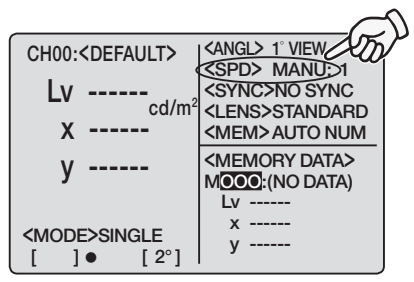 CH00:<DEFAULT>
Lv ------
cd/m²
x ------
y ------
<MODE>SINGLE
[ ]● [ 2°]
<ANGL> 1° VIEW
<SPD> MANU: 1
<SYNC>NO SYNC
<LENS>STANDARD
<MEM>AUTO NUM
<MEMORY DATA>
M000:(NO DATA)
Lv ------
x ------
y ------